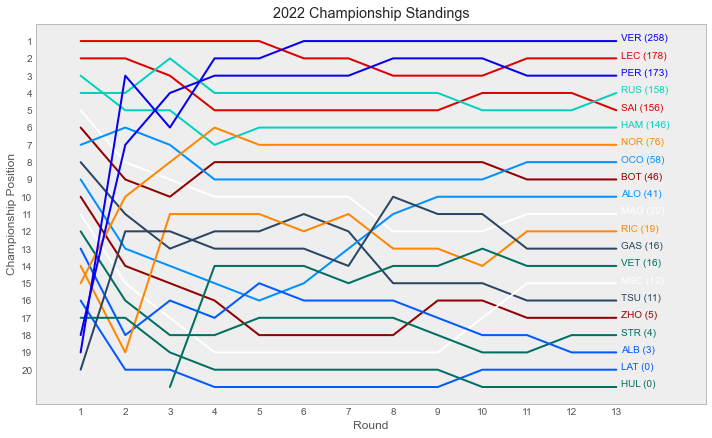 2022 Championship Standings
Championship Position
1
2
3
4
5
6
7
8
9
10
11
12
13
14
15
16
17
18
19
20
VER (258)
LEC (178)
PER (173)
RUS (158)
SAI (156)
HAM (146)
NOR (76)
OCO (58)
BOT (46)
ALO (41)
MAG (22)
RIC (19)
GAS (16)
VET (16)
MSC (12)
TSU (11)
ZHO (5)
STR (4)
ALB (3)
LAT (0)
HUL (0)
1 2 3 4 5 6 7 8 9 10 11 12 13
Round